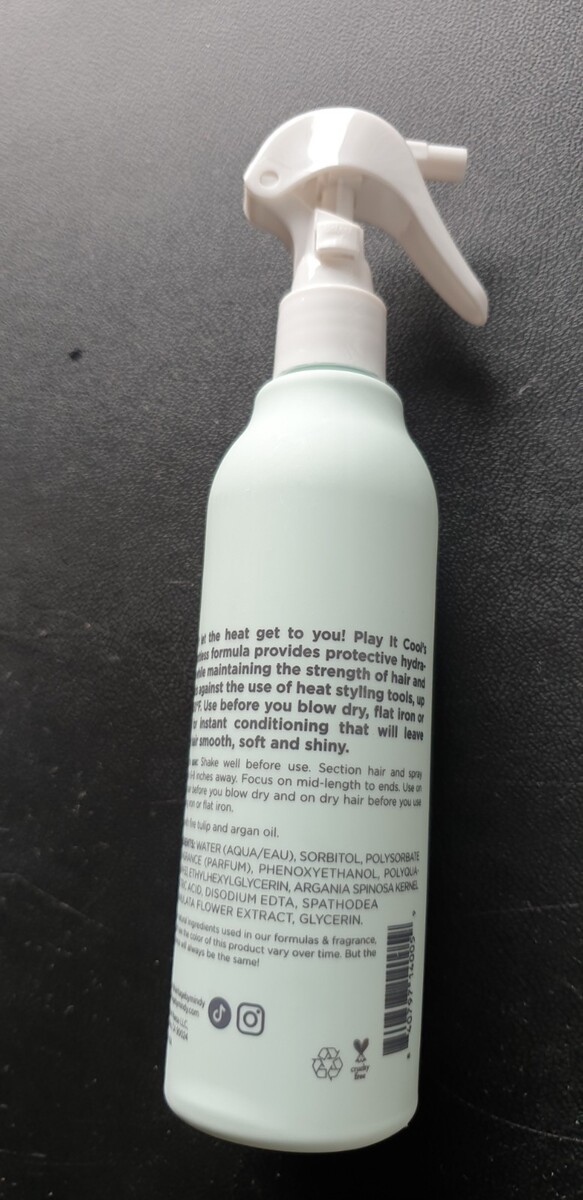 the heat get to you! Play It Cool's
formula provides protective hydra-
maintaining the strength of hair and
against the use of heat styling tools, up
Use before you blow dry, flat iron or
instant conditioning that will leave
smooth, soft and shiny.
Shake well before use. Section hair and spray
inches away. Focus on mid-length to ends. Use on
before you blow dry and on dry hair before you use
or flat iron.
fire tulip and argan oil.
WATER (AQUA/EAU), SORBITOL, POLYSORBATE
(PARFUM), PHENOXYETHANOL, POLYQUA-
ETHYLHEXYLGLYCERIN, ARGANIA SPINOSA KERNEL
ACID, DISODIUM EDTA, SPATHODEA
FLOWER EXTRACT, GLYCERIN.
ingredients used in our formulas & fragrance,
the color of this product vary over time. But the
will always be the same!
cruelty
free